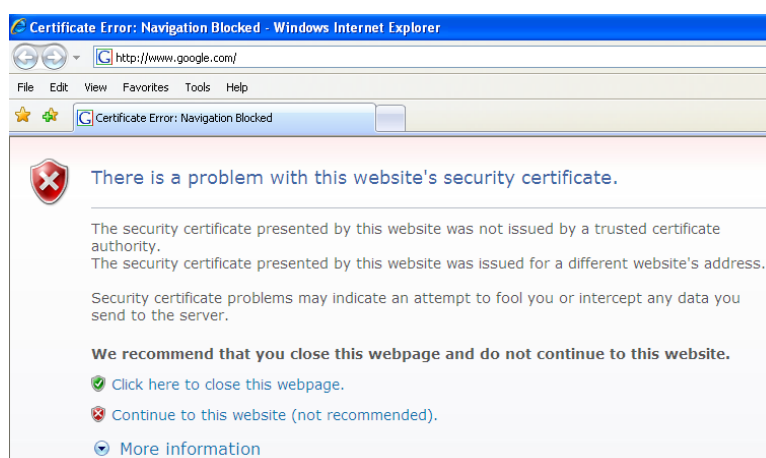 Certificate Error: Navigation Blocked - Windows Internet Explorer
G http://www.google.com/
File Edit View Favorites Tools Help
G Certificate Error: Navigation Blocked
There is a problem with this website's security certificate.
The security certificate presented by this website was not issued by a trusted certificate
authority.
The security certificate presented by this website was issued for a different website's address.
Security certificate problems may indicate an attempt to fool you or intercept any data you
send to the server.
We recommend that you close this webpage and do not continue to this website.
Click here to close this webpage.
Continue to this website (not recommended).
More information